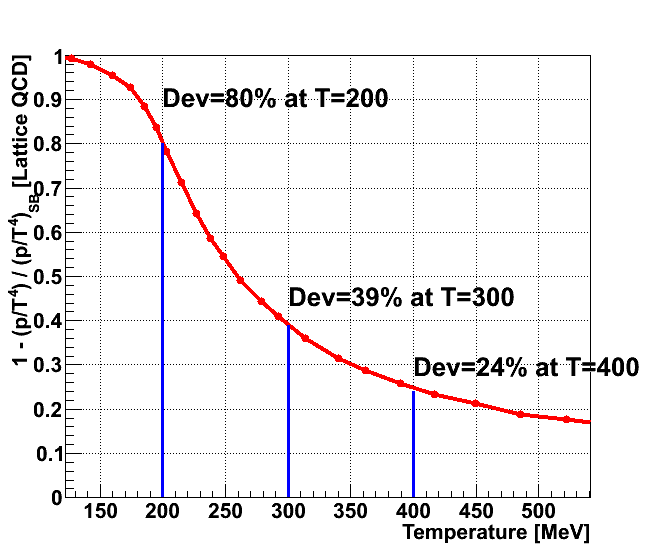 1 - (p/T⁴) / (p/T⁴)SB [Lattice QCD]
1
0.9
0.8
0.7
0.6
0.5
0.4
0.3
0.2
0.1
0
Dev=80% at T=200
Dev=39% at T=300
Dev=24% at T=400
150 200 250 300 350 400 450 500
Temperature [MeV]